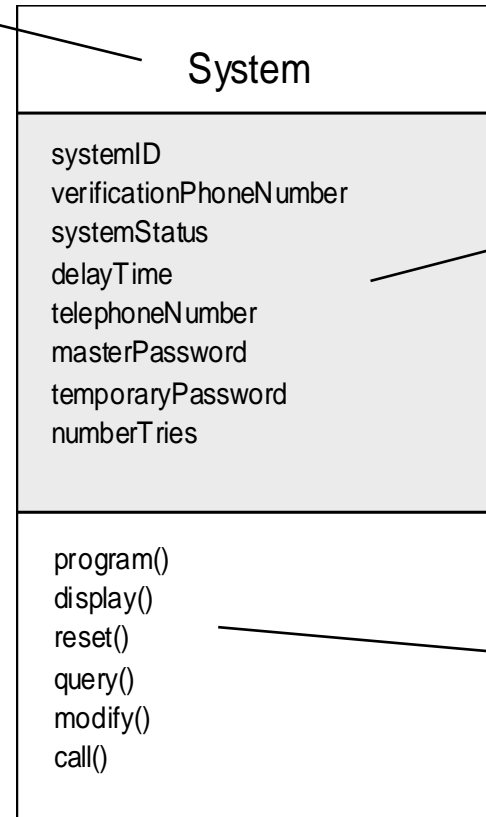 System
systemID
verificationPhoneNumber
systemStatus
delayTime
telephoneNumber
masterPassword
temporaryPassword
numberTries
program()
display()
reset()
query()
modify()
call()